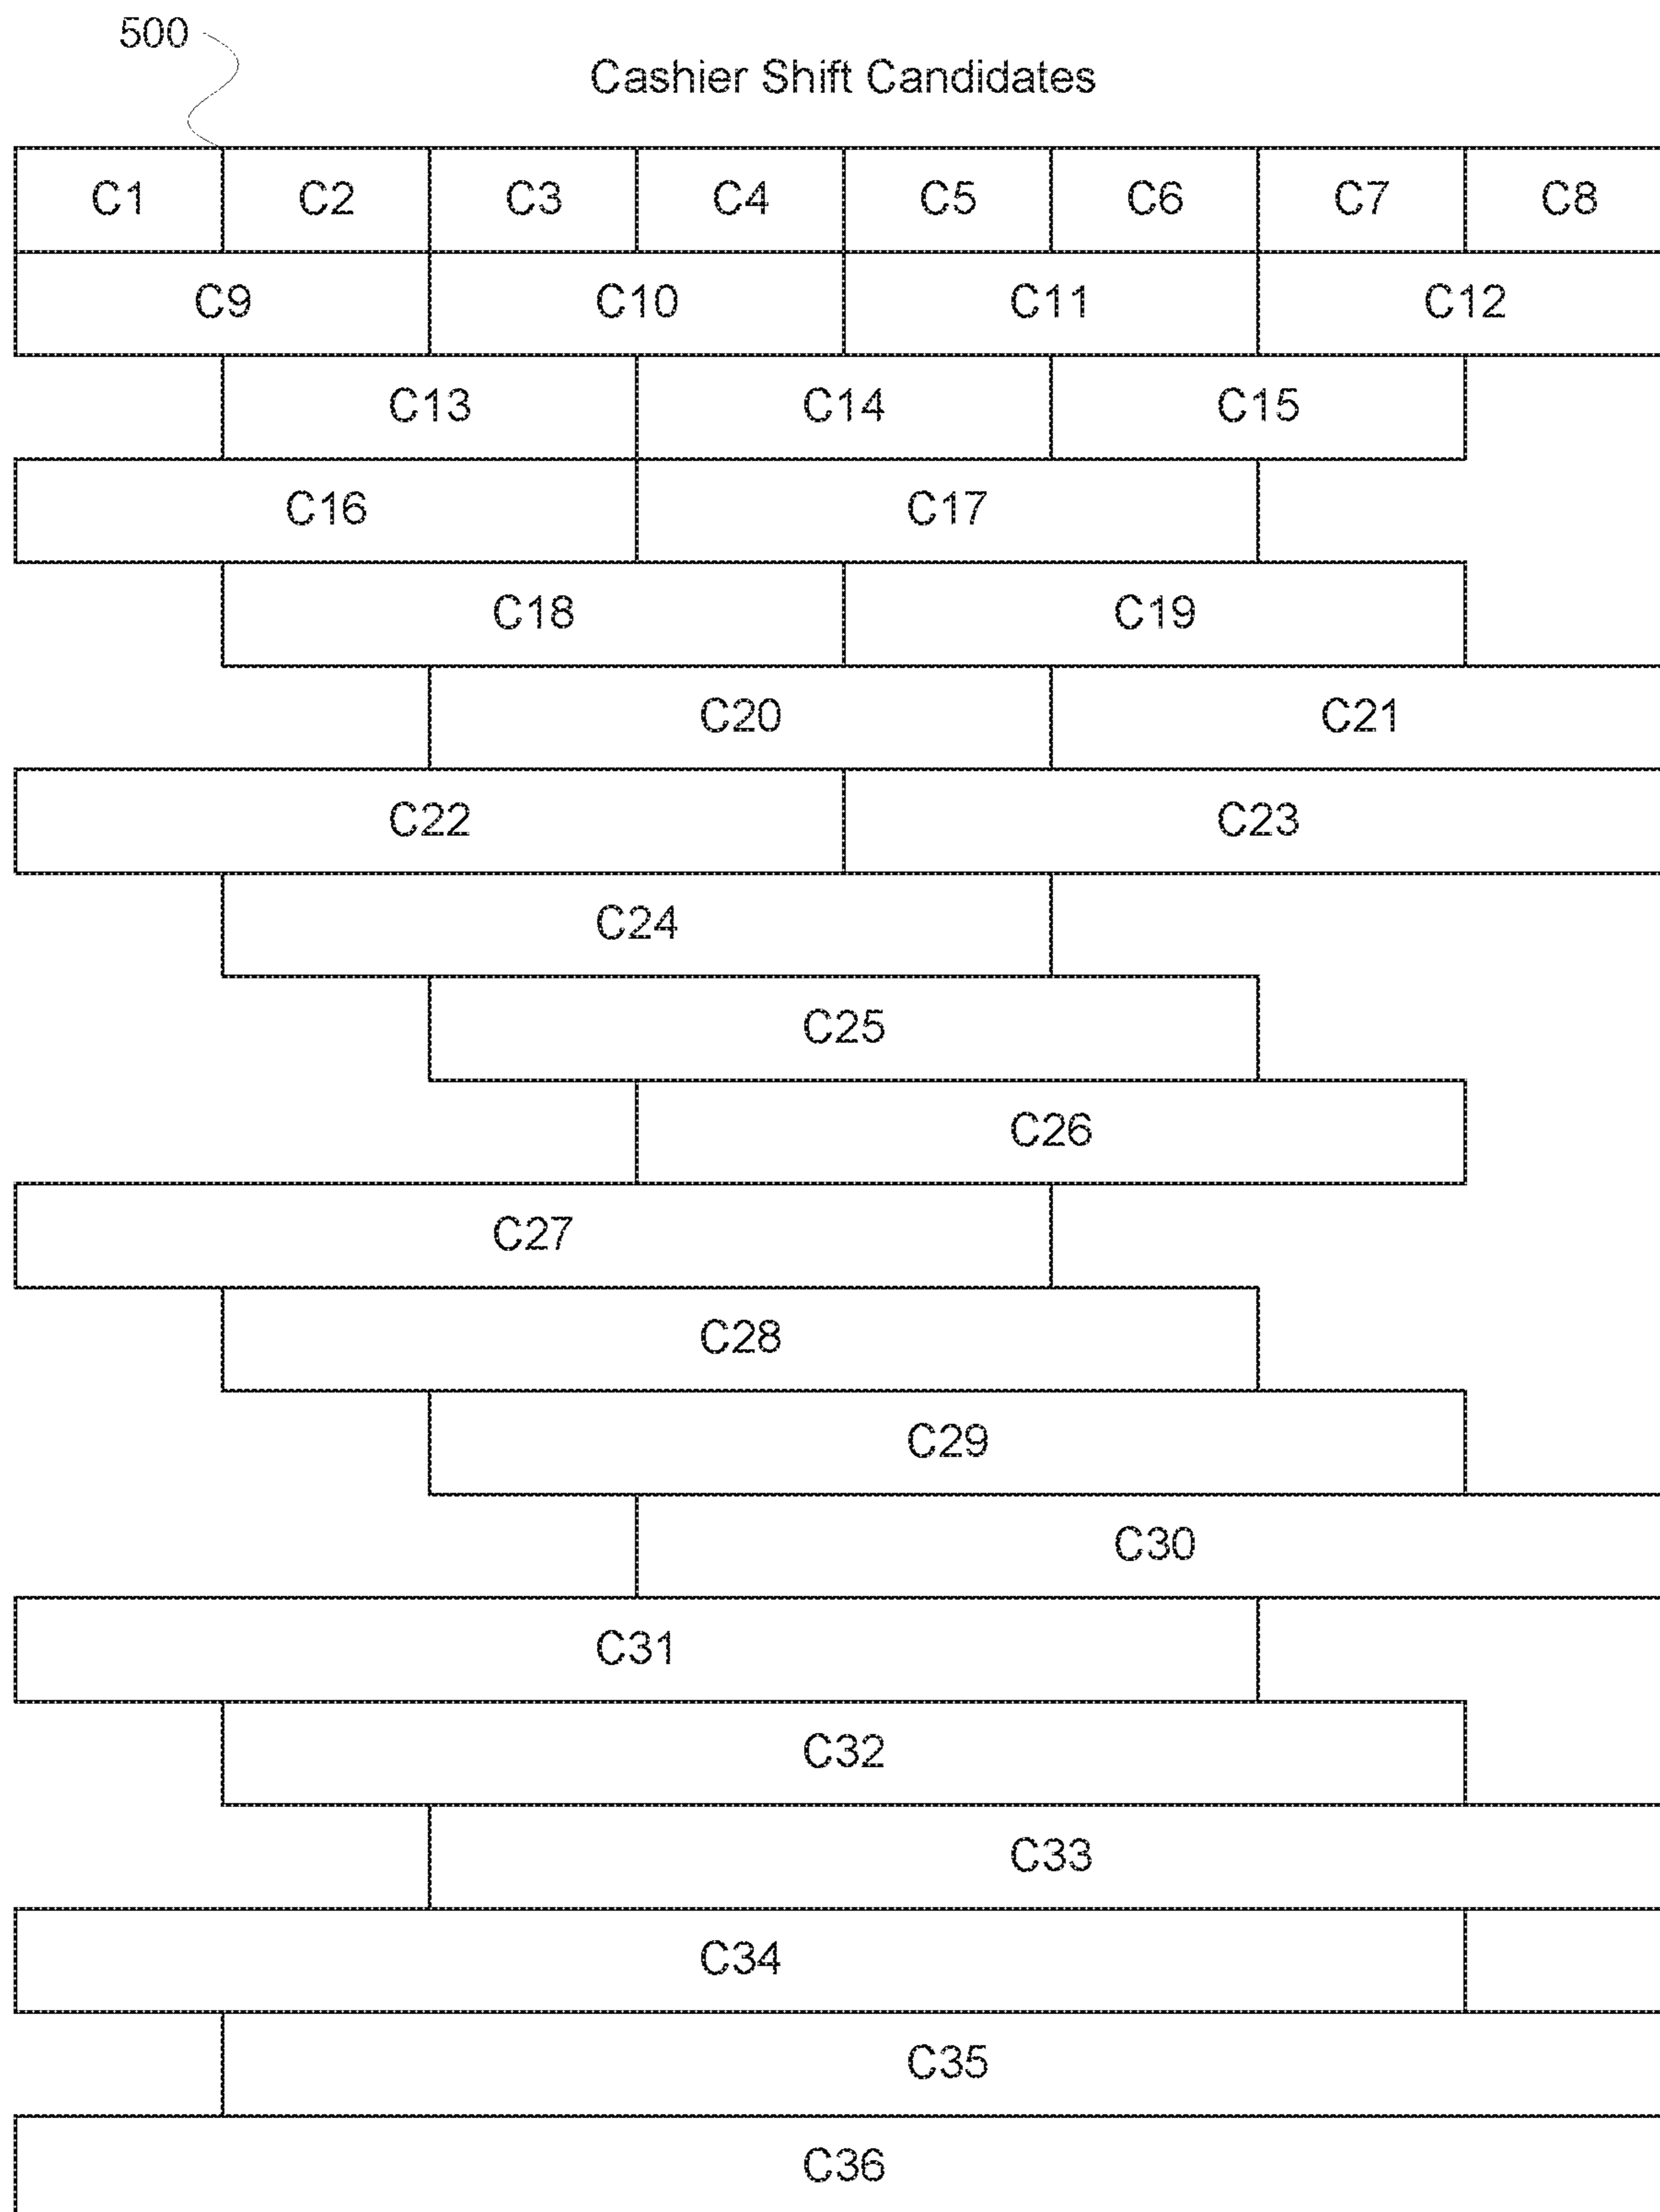 500
Cashier Shift Candidates
C1 C2 C3 C4 C5 C6 C7 C8
C9 C10 C11 C12
C13 C14 C15
C16 C17
C18 C19
C20 C21
C22 C23
C24
C25
C26
C27
C28
C29
C30
C31
C32
C33
C34
C35
C36